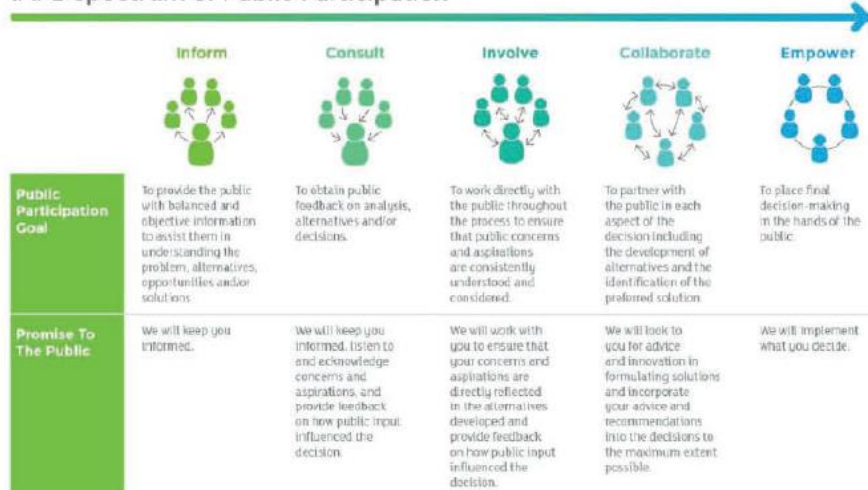 Spectrum of Public Participation
Inform
Consult
Involve
Collaborate
Empower
Public
Participation
Goal
To provide the public
with balanced and
objective information
to assist them in
understanding the
problem, alternatives,
opportunities and/or
solutions.
To obtain public
feedback on analysis,
alternatives and/or
decisions.
To work directly with
the public throughout
the process to ensure
that public concerns
and aspirations
are consistently
understood and
considered.
To partner with
the public in each
aspect of the
decision including
the development of
alternatives and the
identification of the
preferred solution.
To place final
decision-making
in the hands of the
public.
Promise To
The Public
We will keep you
informed.
We will keep you
informed, listen to
and acknowledge
concerns and
aspirations, and
provide feedback
on how public input
influenced the
decision.
We will work with
you to ensure that
your concerns and
aspirations are
directly reflected
in the alternatives
developed and
provide feedback
on how public input
influenced the
decision.
We will look to
you for advice
and innovation in
formulating solutions
and incorporate
your advice and
recommendations
into the decisions to
the maximum extent
possible.
We will implement
what you decide.